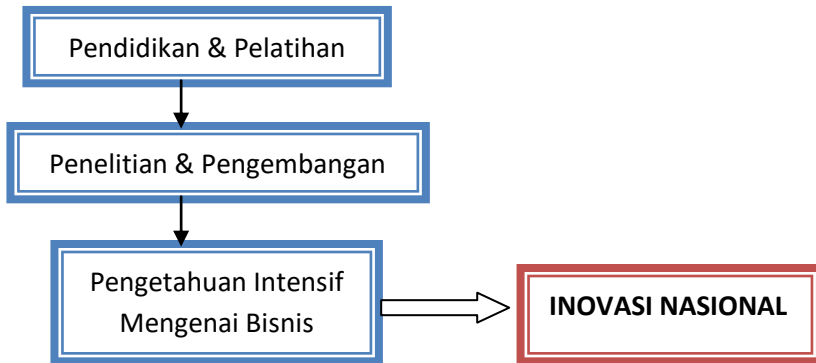 Pendidikan & Pelatihan
Penelitian & Pengembangan
Pengetahuan Intensif
Mengenai Bisnis
INOVASI NASIONAL